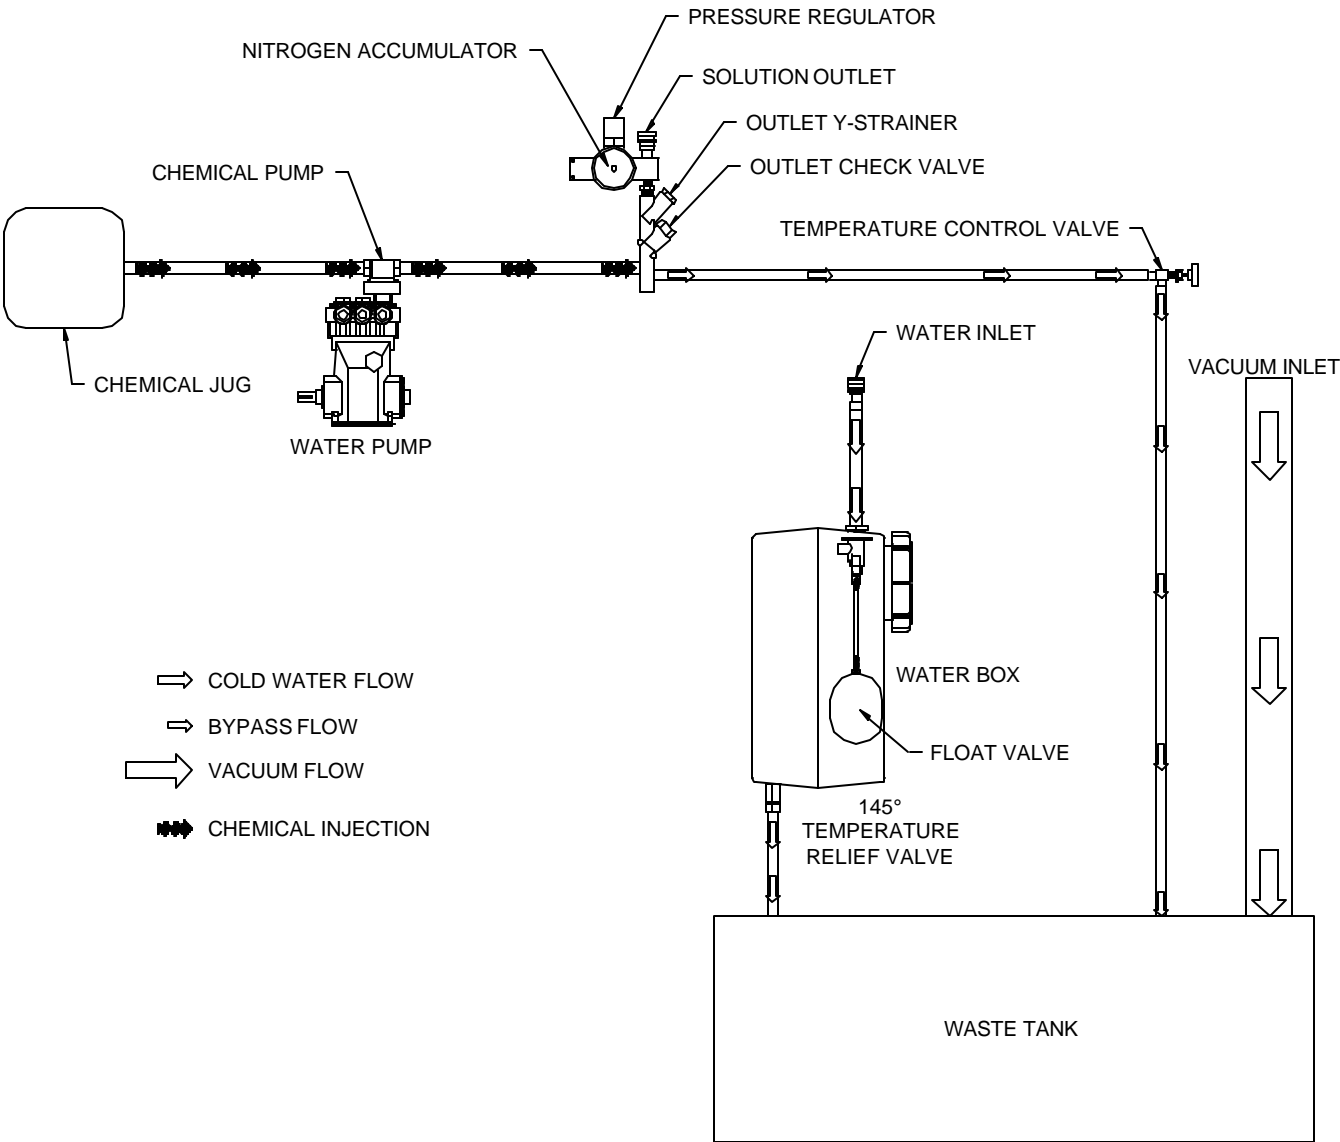 PRESSURE REGULATOR
NITROGEN ACCUMULATOR
SOLUTION OUTLET
OUTLET Y-STRAINER
OUTLET CHECK VALVE
CHEMICAL PUMP
TEMPERATURE CONTROL VALVE
WATER INLET
VACUUM INLET
CHEMICAL JUG
WATER PUMP
WATER BOX
COLD WATER FLOW
BYPASS FLOW
FLOAT VALVE
VACUUM FLOW
145°
TEMPERATURE
RELIEF VALVE
CHEMICAL INJECTION
WASTE TANK